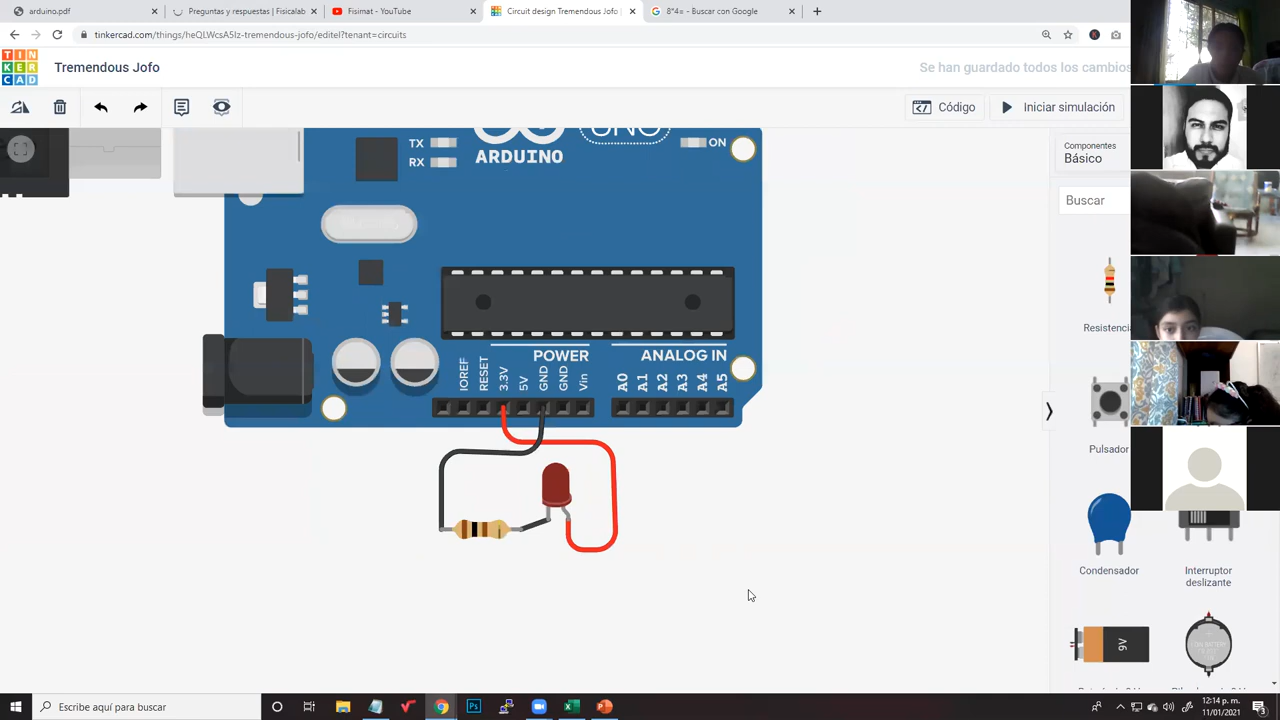 arduino.pdf
Preguntas y respuestas | Fisicalab
Fisimat - YouTube
Circuit design Tremendous Jofo |
8*4= - Buscar con Google
tinkercad.com/things/heQLWcsA5Iz-tremendous-jofo/editel?tenant=circuits
TIN
KER
CAD
Tremendous Jofo
Se han guardado todos los cambios
Código
Iniciar simulación
Componentes
Básico
Buscar
TX
RX
ARDUINO
UNO
ON
POWER
ANALOG IN
IOREF
RESET
3.3V
5V
GND
GND
Vin
A0
A1
A2
A3
A4
A5
Resistencia
Pulsador
Condensador
Interruptor
deslizante
9V
Escribe aquí para buscar
12:14 p. m.
11/01/2021
3